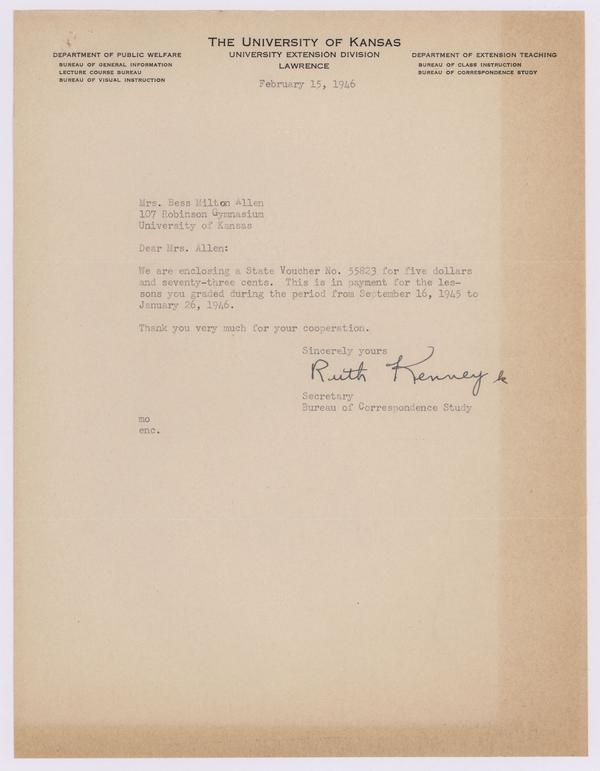 THE UNIVERSITY OF KANSAS
UNIVERSITY EXTENSION DIVISION
LAWRENCE
DEPARTMENT OF PUBLIC WELFARE
BUREAU OF GENERAL INFORMATION
LECTURE COURSE BUREAU
BUREAU OF VISUAL INSTRUCTION
DEPARTMENT OF EXTENSION TEACHING
BUREAU OF CLASS INSTRUCTION
BUREAU OF CORRESPONDENCE STUDY
February 15, 1946
Mrs. Bess Milton Allen
107 Robinson Gymnasium
University of Kansas
Dear Mrs. Allen:
We are enclosing a State Voucher No. 55823 for five dollars
and seventy-three cents. This is in payment for the les-
sons you graded during the period from September 16, 1945 to
January 26, 1946.
Thank you very much for your cooperation.
Sincerely yours
Ruth Kenney k
Secretary
Bureau of Correspondence Study
mo
enc.